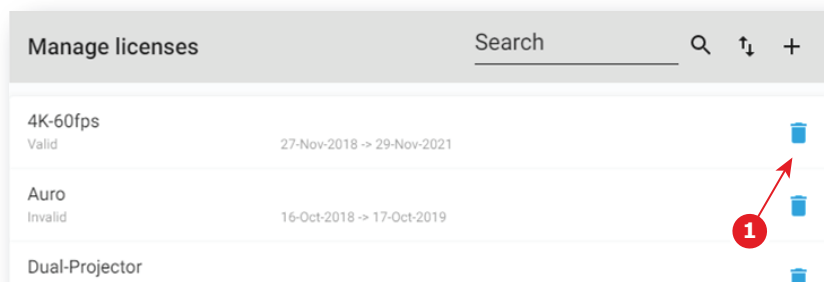 Manage licenses Search
4K-60fps
Valid 27-Nov-2018 -> 29-Nov-2021
Auro
1
Invalid 16-Oct-2018 -> 17-Oct-2019
Dual-Projector